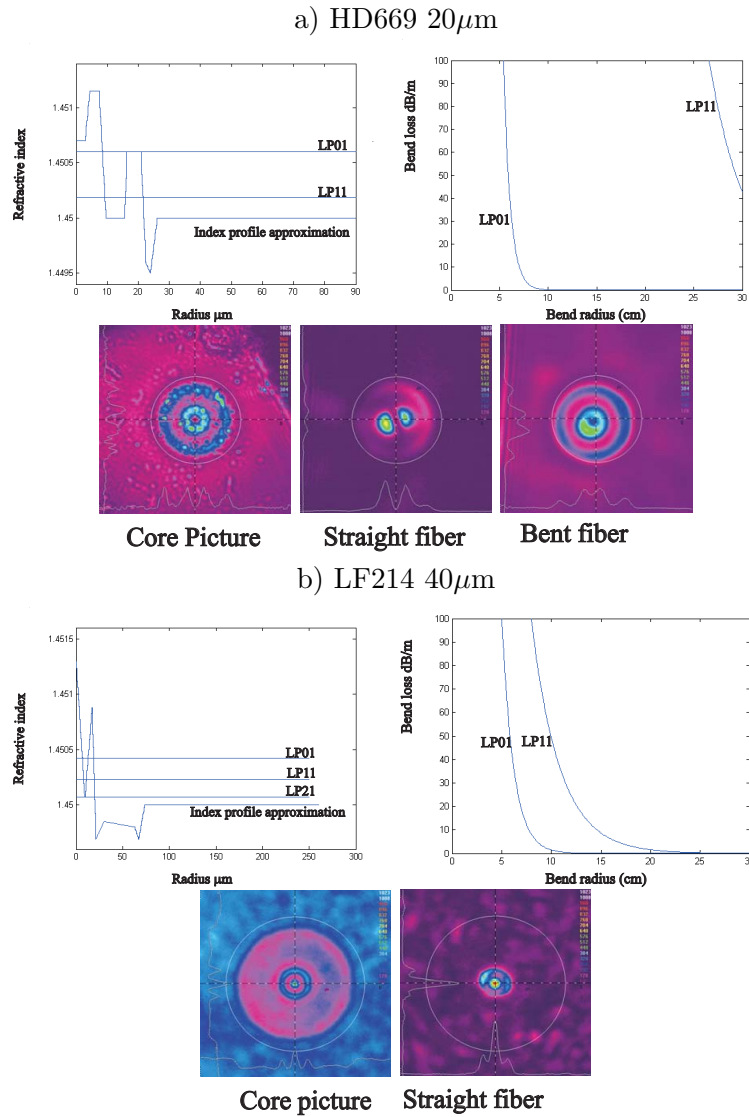 a) HD669 20μm
Refractive index
1.451
1.4505
1.45
1.4495
LP01
LP11
Index profile approximation
0 10 20 30 40 50 60 70 80 90
Radius μm
Bend loss dB/m
100
90
80
70
60
50
40
30
20
10
0
LP11
LP01
0 5 10 15 20 25 30
Bend radius (cm)
Core Picture
Straight fiber
Bent fiber
b) LF214 40μm
Refractive index
1.4515
1.451
1.4505
1.45
LP01
LP11
LP21
Index profile approximation
0 50 100 150 200 250 300
Radius μm
Bend loss dB/m
100
90
80
70
60
50
40
30
20
10
0
LP01 LP11
0 5 10 15 20 25 30
Bend radius (cm)
Core picture
Straight fiber